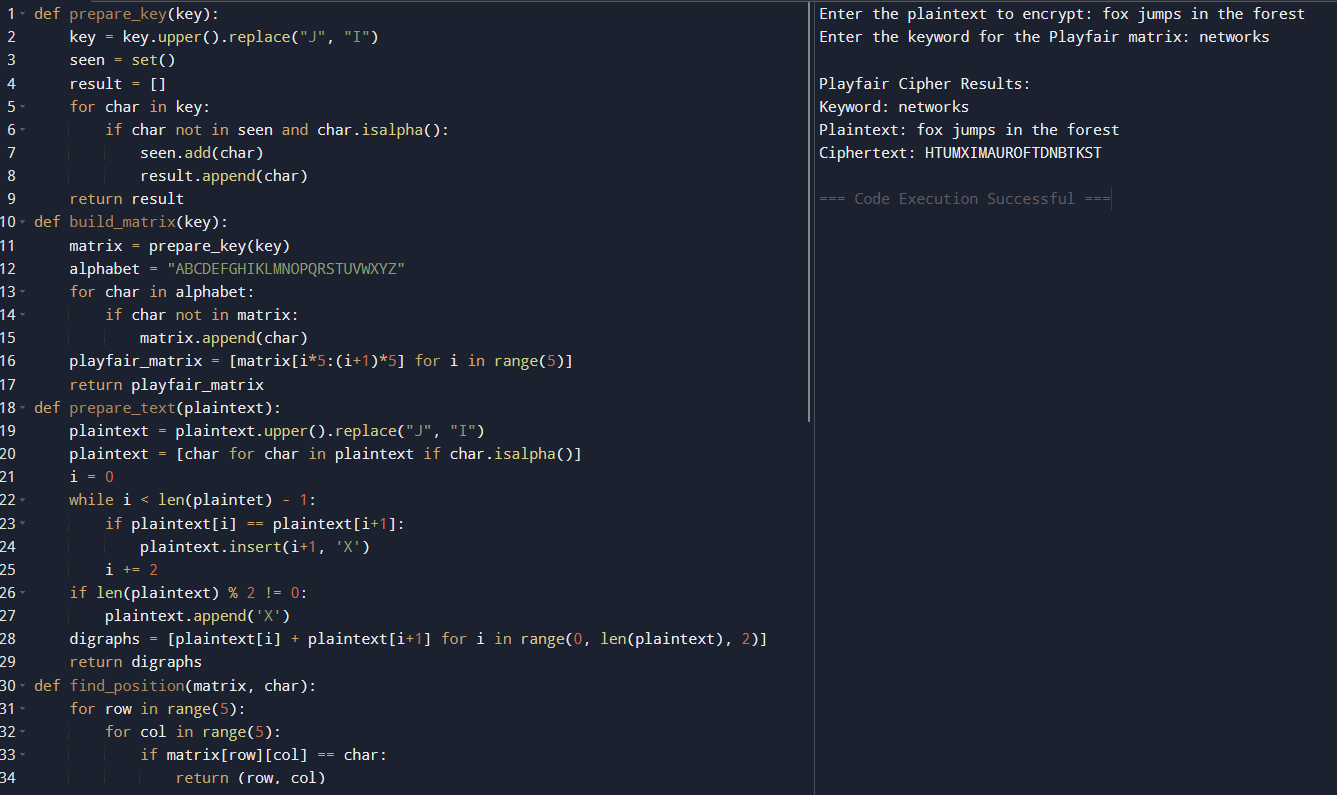 1 def prepare_key(key):
2     key = key.upper().replace("J", "I")
3     seen = set()
4     result = []
5     for char in key:
6         if char not in seen and char.isalpha():
7             seen.add(char)
8             result.append(char)
9     return result
10 def build_matrix(key):
11     matrix = prepare_key(key)
12     alphabet = "ABCDEFGHIKLMNOPQRSTUVWXYZ"
13     for char in alphabet:
14         if char not in matrix:
15             matrix.append(char)
16     playfair_matrix = [matrix[i*5:(i+1)*5] for i in range(5)]
17     return playfair_matrix
18 def prepare_text(plaintext):
19     plaintext = plaintext.upper().replace("J", "I")
20     plaintext = [char for char in plaintext if char.isalpha()]
21     i = 0
22     while i < len(plaintet) - 1:
23         if plaintext[i] == plaintext[i+1]:
24             plaintext.insert(i+1, 'X')
25         i += 2
26     if len(plaintext) % 2 != 0:
27         plaintext.append('X')
28     digraphs = [plaintext[i] + plaintext[i+1] for i in range(0, len(plaintext), 2)]
29     return digraphs
30 def find_position(matrix, char):
31     for row in range(5):
32         for col in range(5):
33             if matrix[row][col] == char:
34                 return (row, col)
Enter the plaintext to encrypt: fox jumps in the forest
Enter the keyword for the Playfair matrix: networks

Playfair Cipher Results:
Keyword: networks
Plaintext: fox jumps in the forest
Ciphertext: HTUMXIMAUROFTDNBTKST

=== Code Execution Successful ===